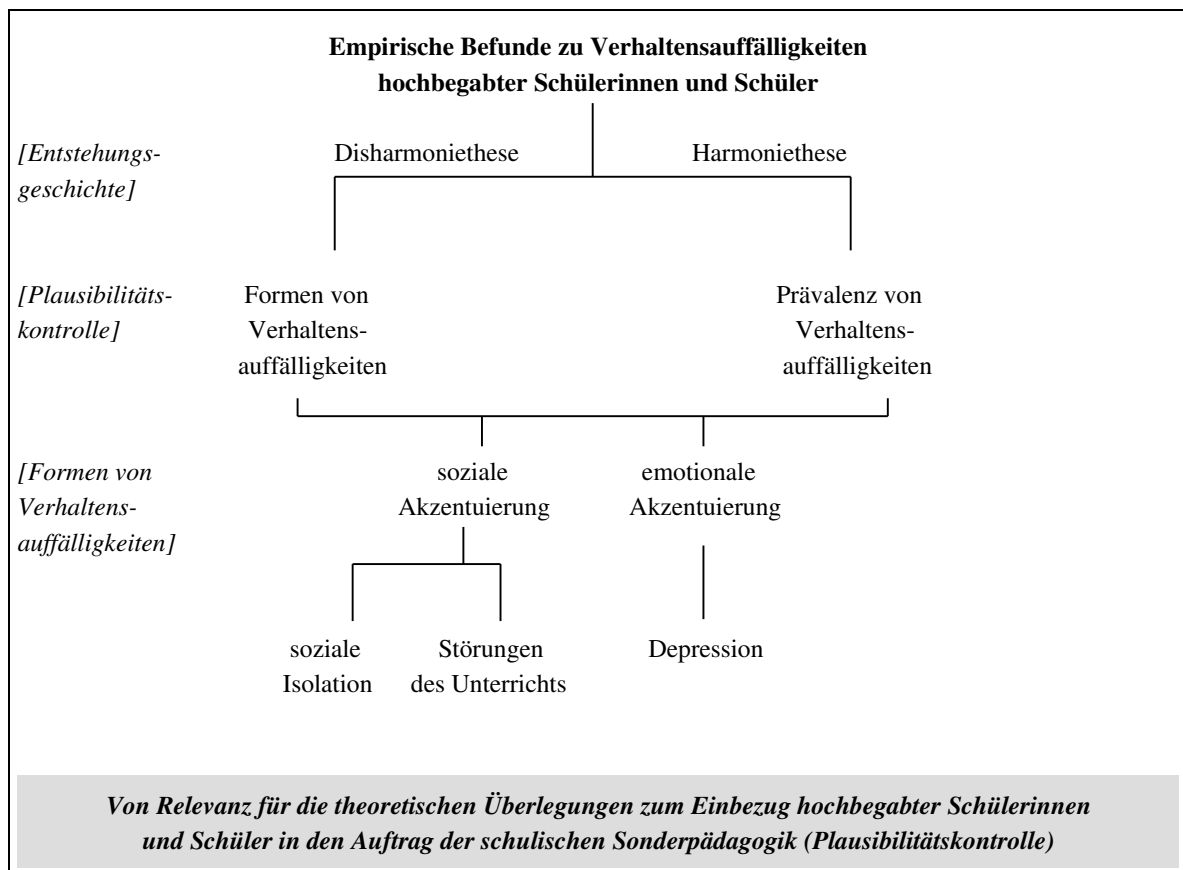 Empirische Befunde zu Verhaltensauffälligkeiten
hochbegabter Schülerinnen und Schüler
[Entstehungs-
geschichte]
Disharmoniethese
Harmoniethese
[Plausibilitäts-
kontrolle]
Formen von
Verhaltens-
auffälligkeiten
Prävalenz von
Verhaltens-
auffälligkeiten
[Formen von
Verhaltens-
auffälligkeiten]
soziale
Akzentuierung
emotionale
Akzentuierung
soziale
Isolation
Störungen
des Unterrichts
Depression
Von Relevanz für die theoretischen Überlegungen zum Einbezug hochbegabter Schülerinnen
und Schüler in den Auftrag der schulischen Sonderpädagogik (Plausibilitätskontrolle)